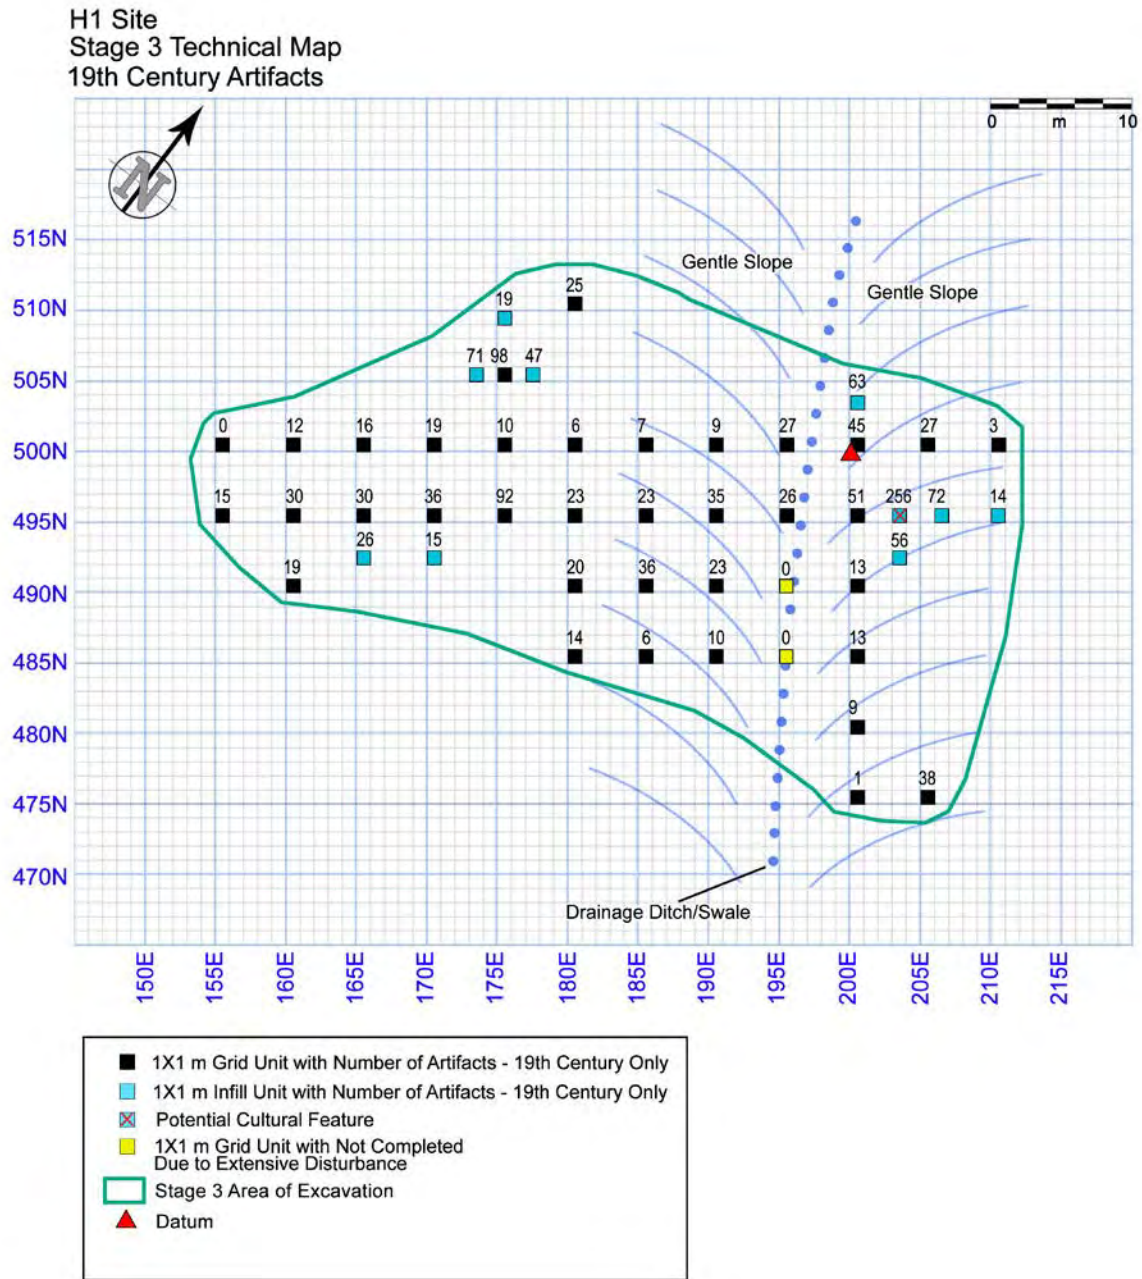 H1 Site
Stage 3 Technical Map
19th Century Artifacts
N
0 m 10
515N
Gentle Slope
Gentle Slope
19 25
510N
71 98 47
505N
63
0 12 16 19 10 6 7 9 27 45 27 3
500N
15 30 30 36 92 23 23 35 26 51 256 72 14
495N
26 15 56
19 20 36 23 0 13
490N
14 6 10 0 13
485N
9
480N
1 38
475N
470N
Drainage Ditch/Swale
150E 155E 160E 165E 170E 175E 180E 185E 190E 195E 200E 205E 210E 215E
1X1 m Grid Unit with Number of Artifacts - 19th Century Only
1X1 m Infill Unit with Number of Artifacts - 19th Century Only
Potential Cultural Feature
1X1 m Grid Unit with Not Completed
Due to Extensive Disturbance
Stage 3 Area of Excavation
Datum